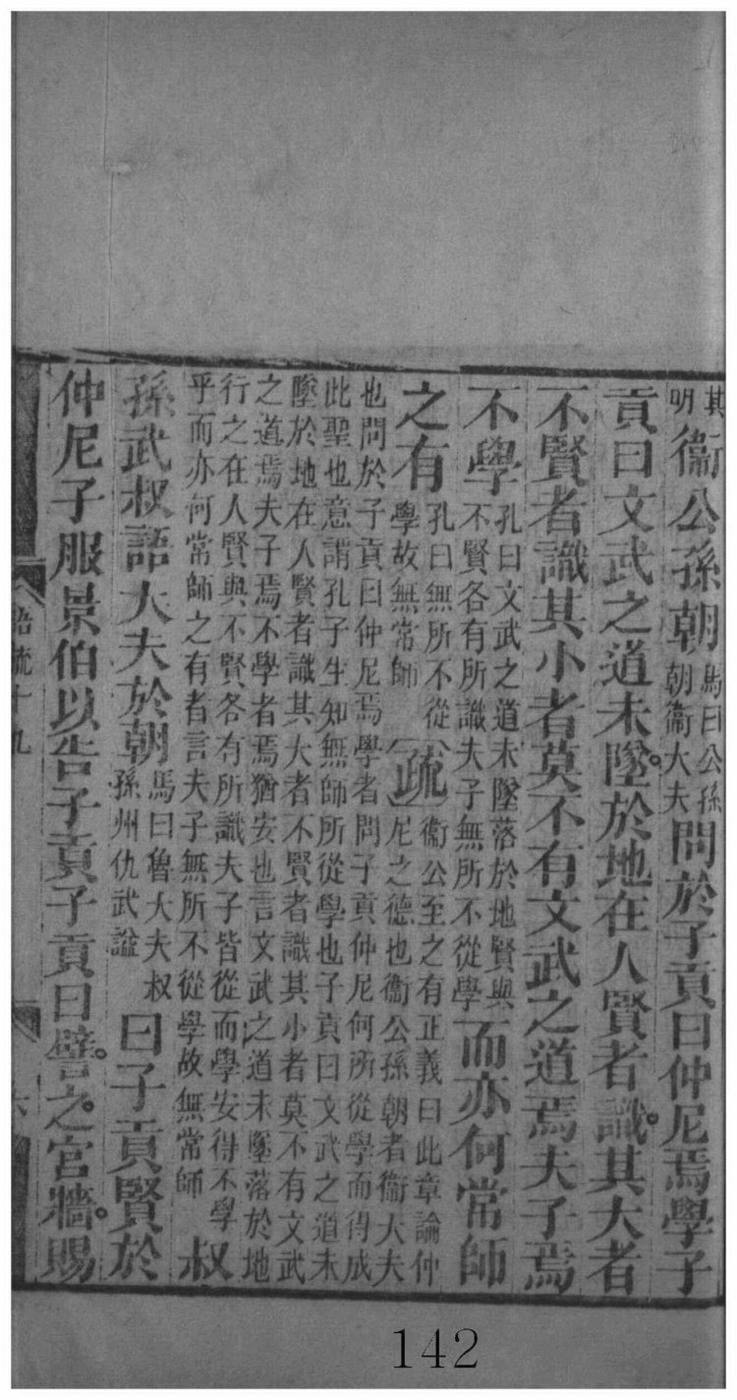 其明衞公孫朝馬曰公孫朝衞大夫問於子貢曰仲尼焉學子
貢曰文武之道未墜於地在人賢者識其大者
不賢者識其小者莫不有文武之道焉夫子焉
不學孔曰文武之道未墜落於地賢與不賢各有所識夫子無所不從學而亦何常師
之有孔曰無所不從學故無常師疏衞公至之有正義曰此章論仲尼之德也衞公孫朝者衞大夫
也問於子貢曰仲尼焉學者問子貢仲尼何所從學而得成
此聖也意謂孔子生知無師所從學也子貢曰文武之道未
墜於地在人賢者識其大者不賢者識其小者莫不有文武
之道焉夫子焉不學者焉猶安也言文武之道未墜落於地
行之在人賢與不賢各有所識夫子皆從而學安得不學
乎而亦何常師之有者言夫子無所不從學故無常師叔
孫武叔語大夫於朝馬曰魯大夫叔孫州仇武謚曰子貢賢於
仲尼子服景伯以告子貢子貢曰譬之宮牆賜
語疏十九
六
142